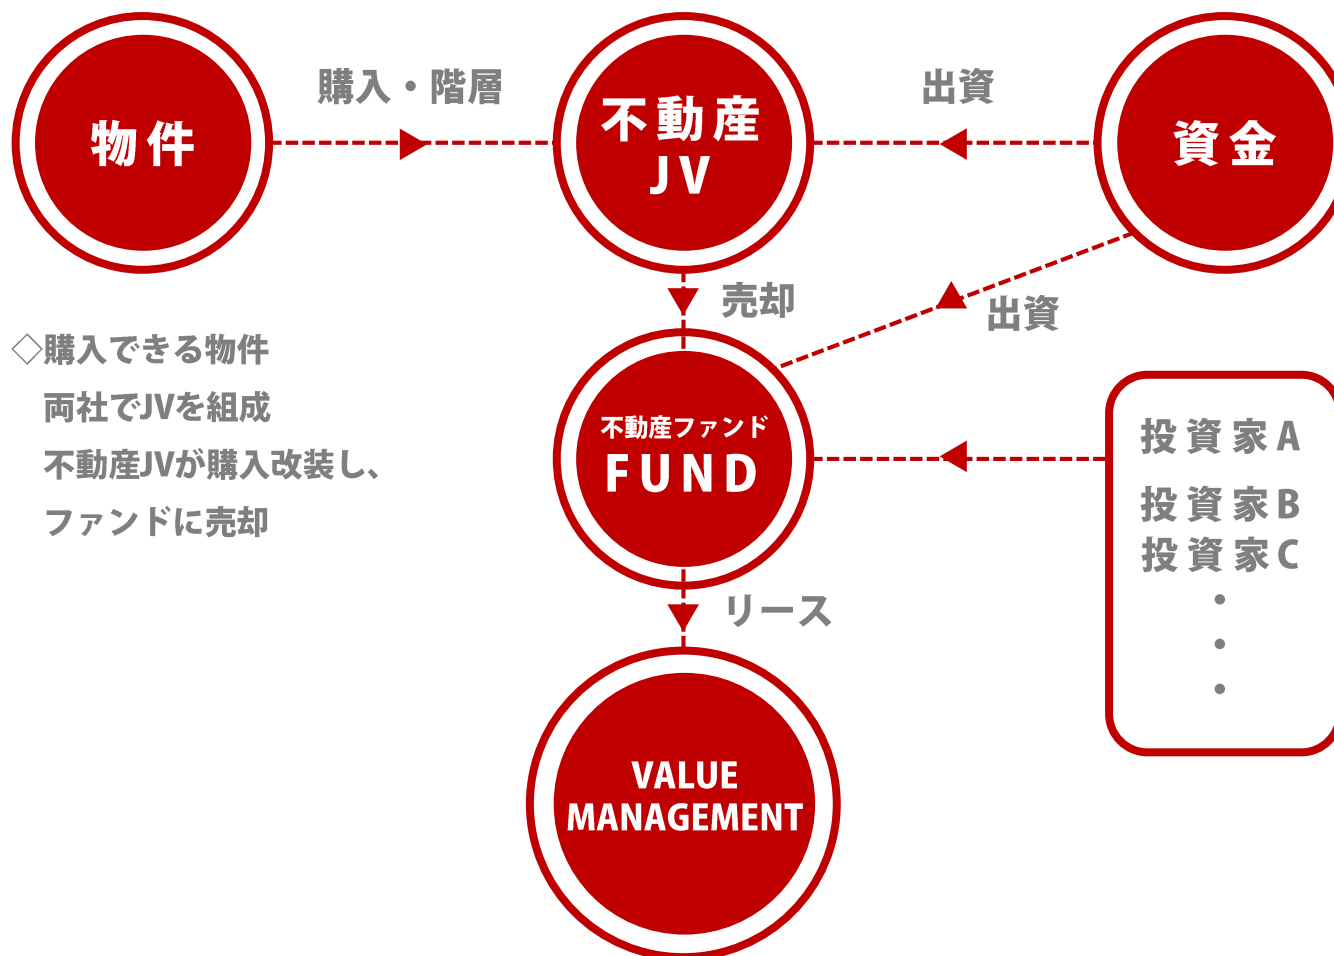 物件
購入・階層
不動産
JV
出資
資金
売却
出資
◇購入できる物件
両社でJVを組成
不動産JVが購入改装し、
ファンドに売却
不動産ファンド
FUND
投資家A
投資家B
投資家C
・
・
・
リース
VALUE
MANAGEMENT